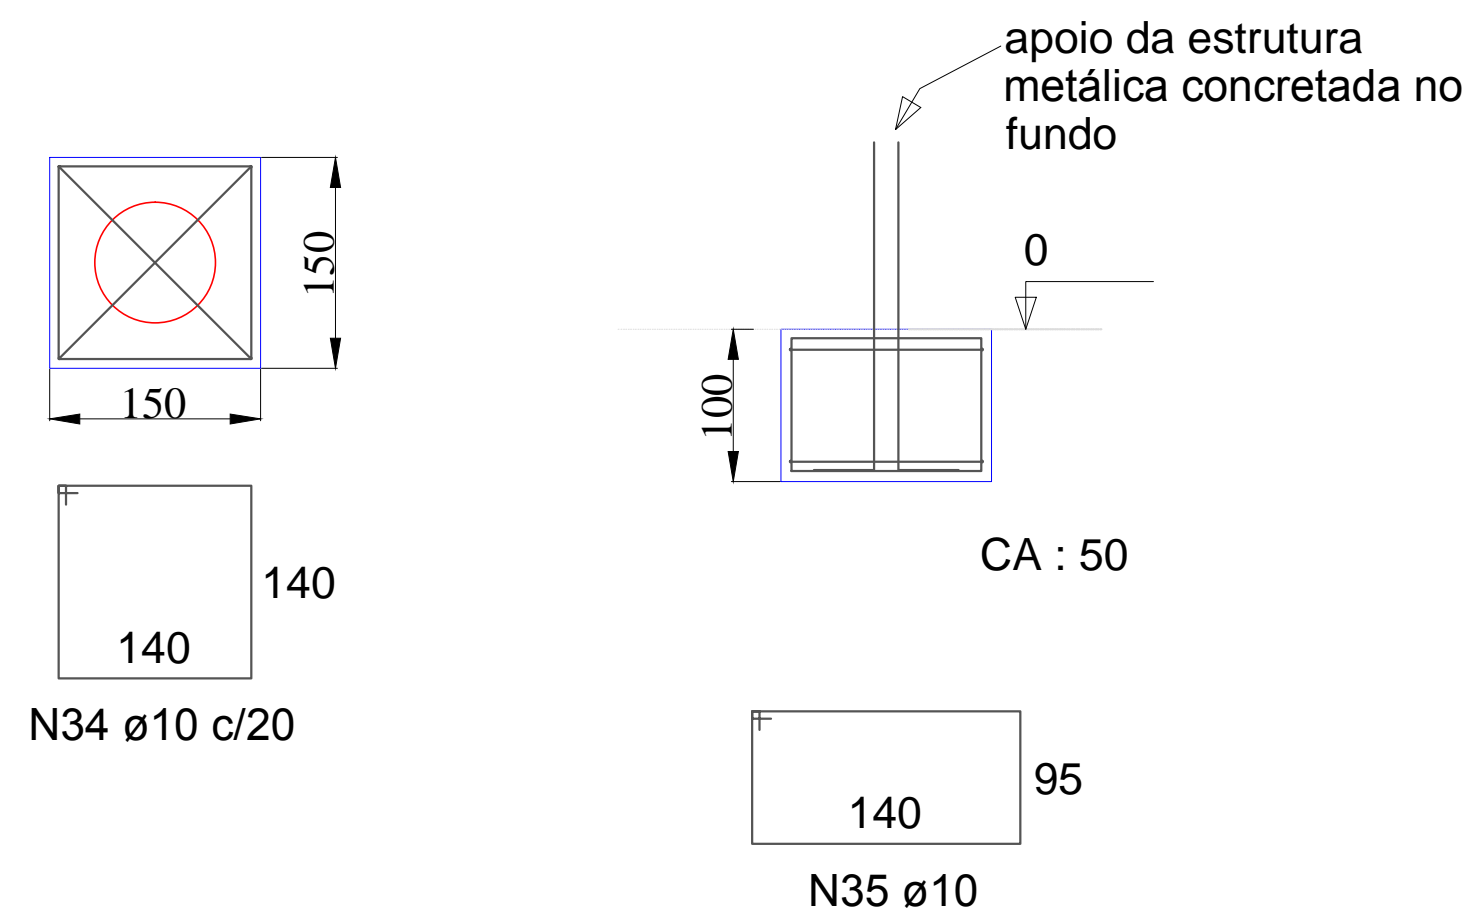 apoio da estrutura
metálica concretada no
fundo
150
150
0
100
CA : 50
140
140
N34 ø10 c/20
95
140
N35 ø10